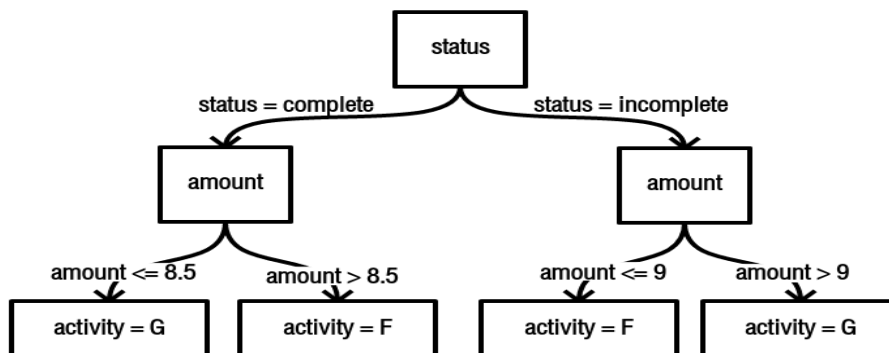 status
status = complete
status = incomplete
amount
amount
amount <= 8.5
amount > 8.5
amount <= 9
amount > 9
activity = G
activity = F
activity = F
activity = G